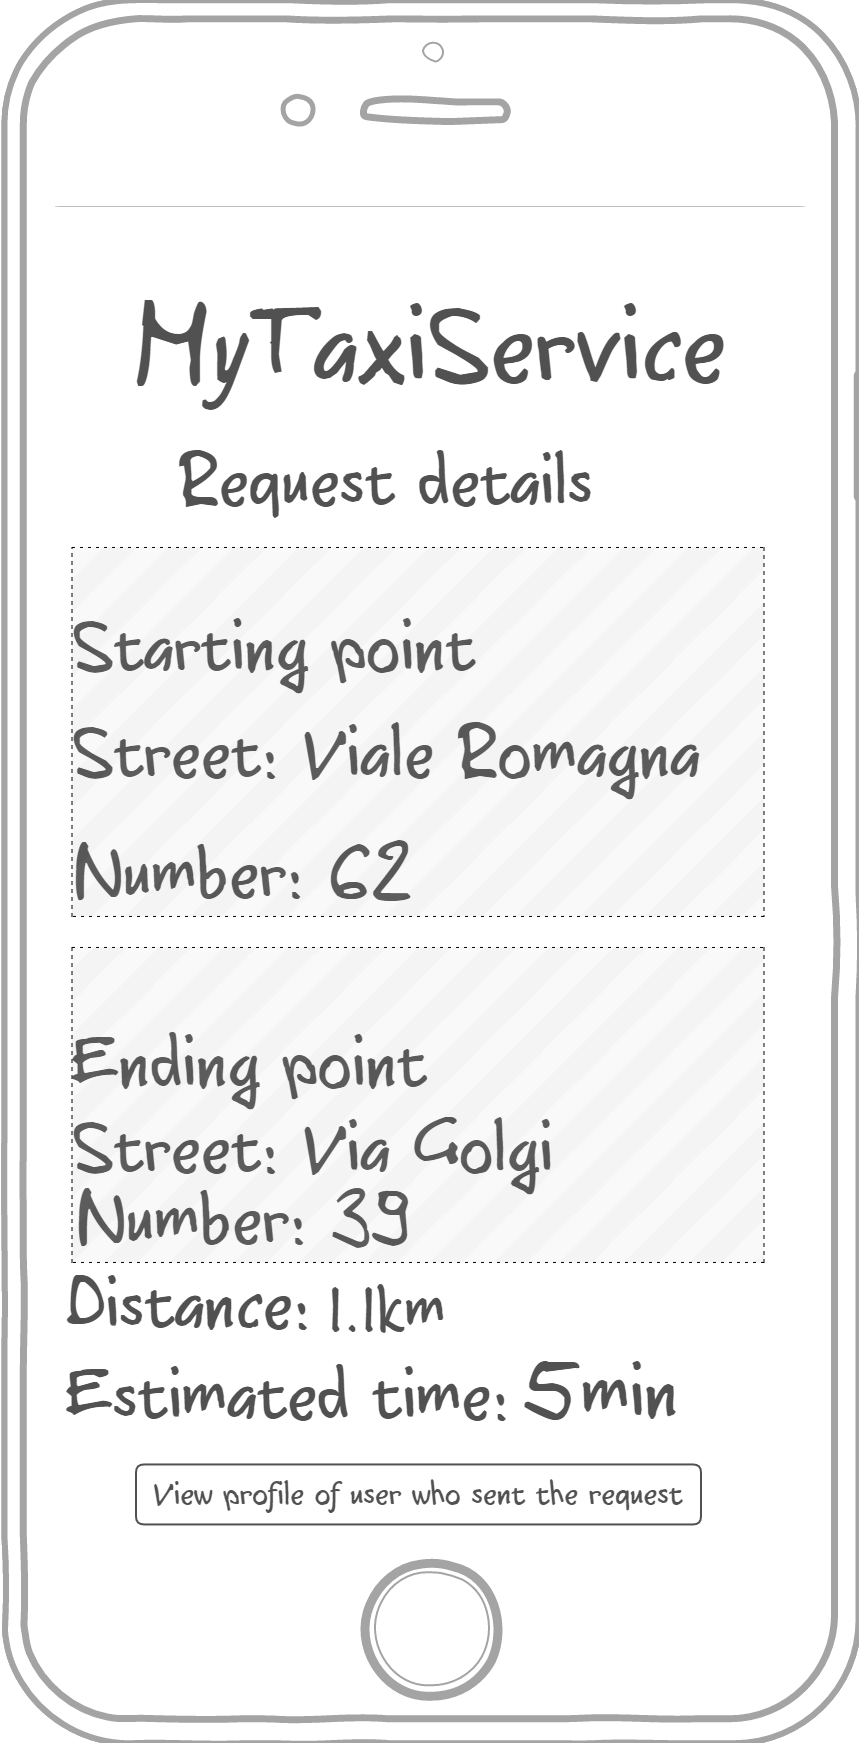 MyTaxiService
Request details
Starting point
Street: Viale Romagna
Number: 62
Ending point
Street: Via Golgi
Number: 39
Distance: 1.1km
Estimated time: 5min
View profile of user who sent the request